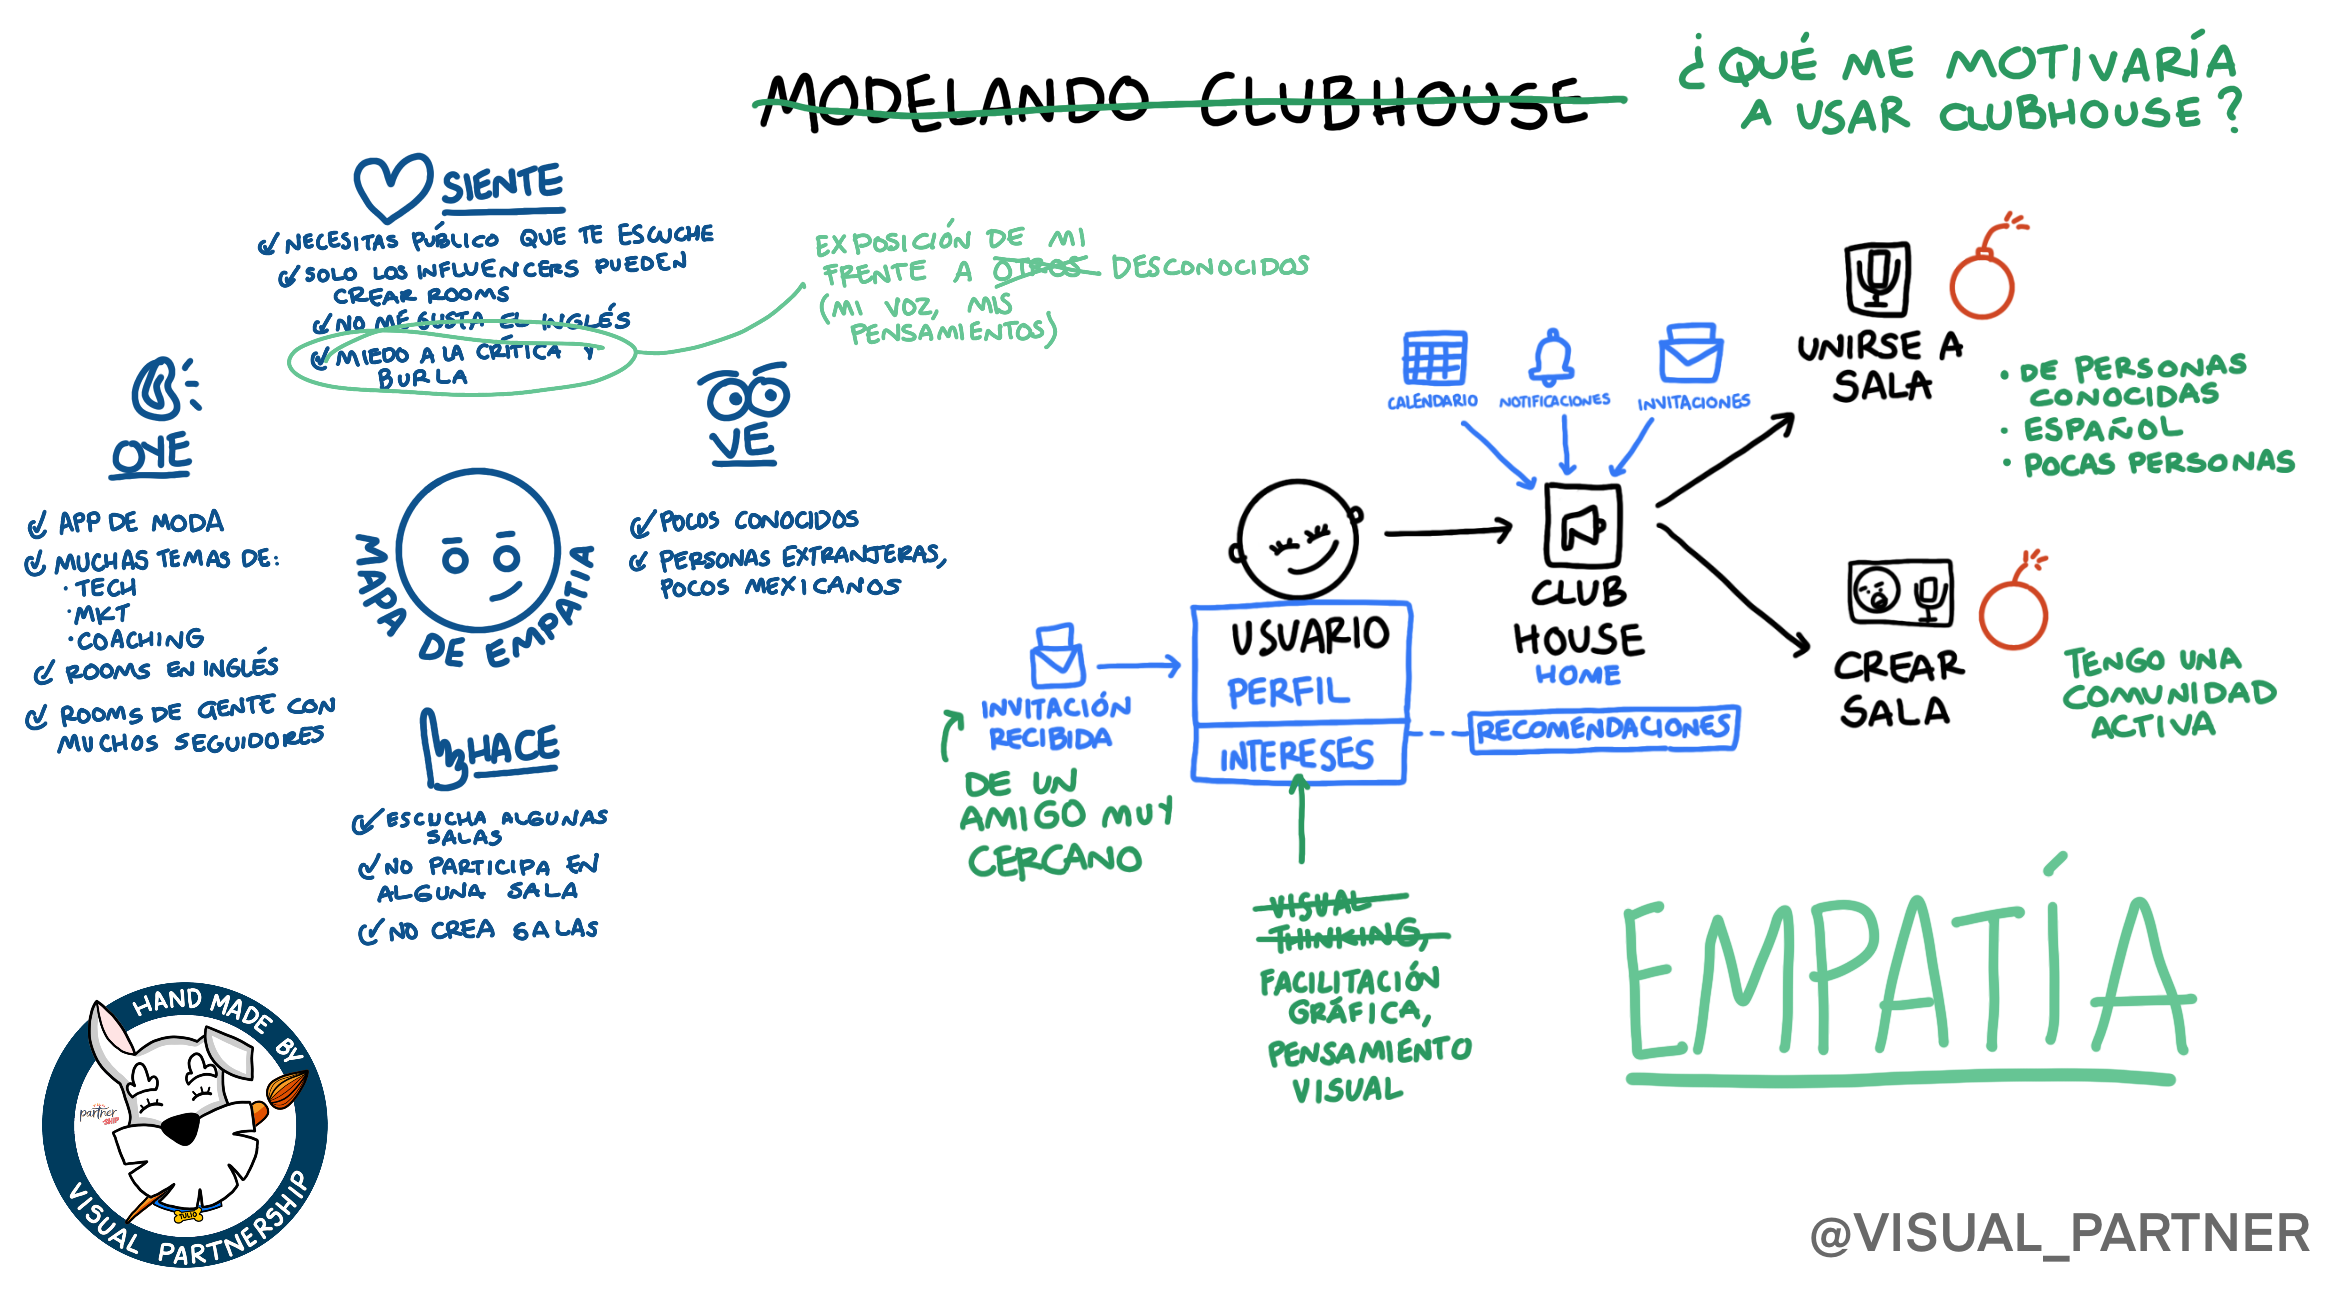 MODELANDO CLUBHOUSE
¿QUÉ ME MOTIVARÍA
A USAR CLUBHOUSE?
SIENTE
NECESITAS PÚBLICO QUE TE ESCUCHE
SOLO LOS INFLUENCERS PUEDEN
CREAR ROOMS
NO ME GUSTA EL INGLÉS
MIEDO A LA CRÍTICA Y
BURLA
EXPOSICIÓN DE MI
FRENTE A OTROS DESCONOCIDOS
(MI VOZ, MIS
PENSAMIENTOS)
OYE
APP DE MODA
MUCHAS TEMAS DE:
· TECH
· MKT
· COACHING
ROOMS EN INGLÉS
ROOMS DE GENTE CON
MUCHOS SEGUIDORES
VE
POCOS CONOCIDOS
PERSONAS EXTRANJERAS,
POCOS MEXICANOS
MAPA DE EMPATIA
HACE
ESCUCHA ALGUNAS
SALAS
NO PARTICIPA EN
ALGUNA SALA
NO CREA SALAS
CALENDARIO
NOTIFICACIONES
INVITACIONES
USUARIO
PERFIL
INTERESES
INVITACIÓN
RECIBIDA
DE UN
AMIGO MUY
CERCANO
VISUAL
THINKING,
FACILITACIÓN
GRÁFICA,
PENSAMIENTO
VISUAL
CLUB
HOUSE
HOME
RECOMENDACIONES
UNIRSE A
SALA
· DE PERSONAS
CONOCIDAS
· ESPAÑOL
· POCAS PERSONAS
CREAR
SALA
TENGO UNA
COMUNIDAD
ACTIVA
EMPATÍA
HAND MADE BY
VISUAL PARTNERSHIP
partner
SHIP
TULIO
@VISUAL_PARTNER